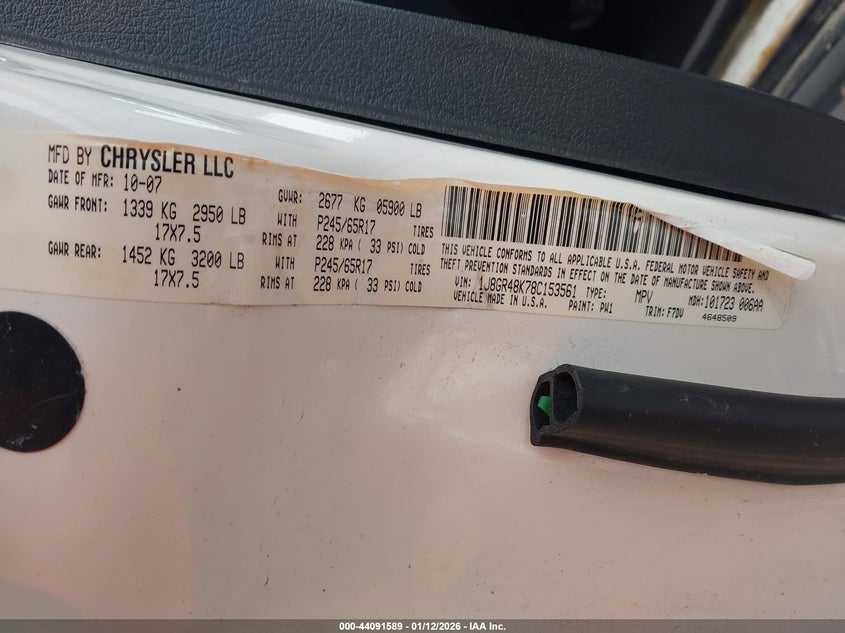 MFD BY CHRYSLER LLC
DATE OF MFR: 10-07
GVWR: 2677 KG 05900 LB
GAWR FRONT: 1339 KG 2950 LB WITH P245/65R17 TIRES
17X7.5 RIMS AT 228 KPA ( 33 PSI) COLD
GAWR REAR: 1452 KG 3200 LB WITH P245/65R17 TIRES
17X7.5 RIMS AT 228 KPA ( 33 PSI) COLD
THIS VEHICLE CONFORMS TO ALL APPLICABLE U.S.A. FEDERAL MOTOR VEHICLE SAFETY AND
THEFT PREVENTION STANDARDS IN EFFECT ON THE DATE OF MANUFACTURE SHOWN ABOVE.
VIN: 1J8GR48K78C153561 TYPE: MPV MDH:101723 006AA
VEHICLE MADE IN U.S.A. PAINT: PW1 TRIM: F7DV
4648509
000-44091589 - 01/12/2026 - IAA Inc.